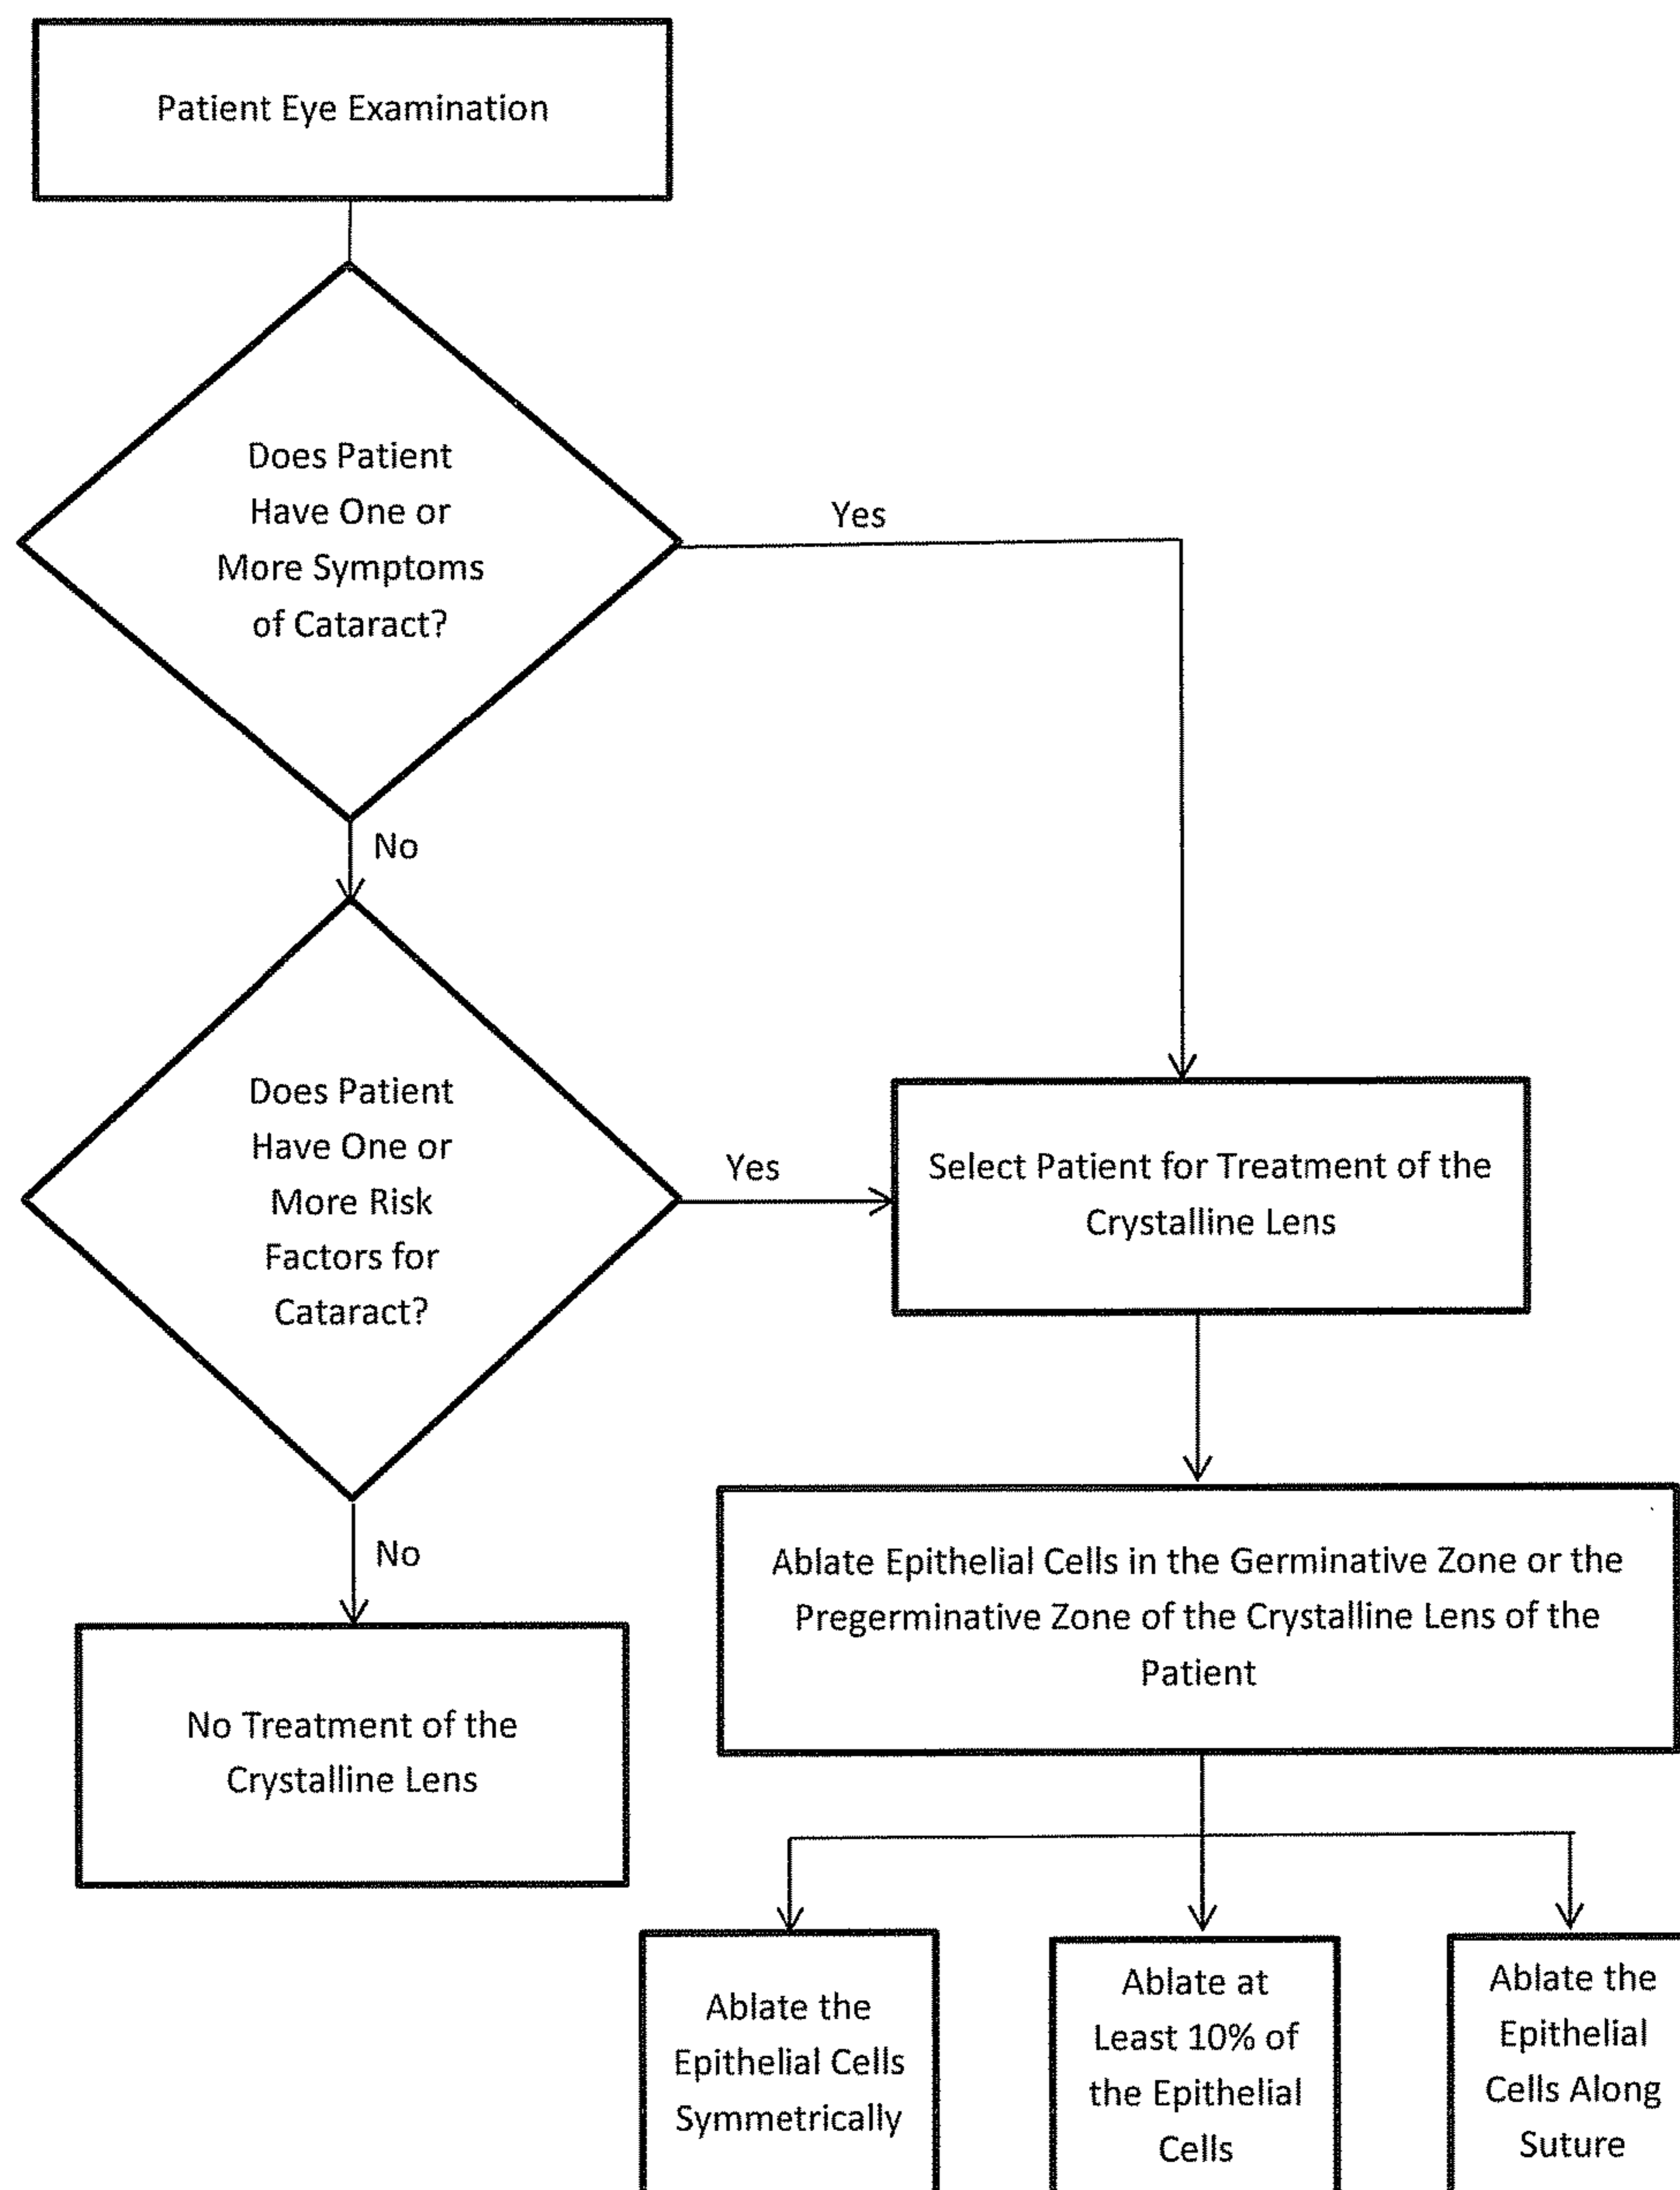 Patient Eye Examination
Does Patient
Have One or
More Symptoms
of Cataract?
Yes
No
Does Patient
Have One or
More Risk
Factors for
Cataract?
Yes
Select Patient for Treatment of the
Crystalline Lens
No
Ablate Epithelial Cells in the Germinative Zone or the
Pregerminative Zone of the Crystalline Lens of the
Patient
No Treatment of the
Crystalline Lens
Ablate the
Epithelial Cells
Symmetrically
Ablate at
Least 10% of
the Epithelial
Cells
Ablate the
Epithelial
Cells Along
Suture